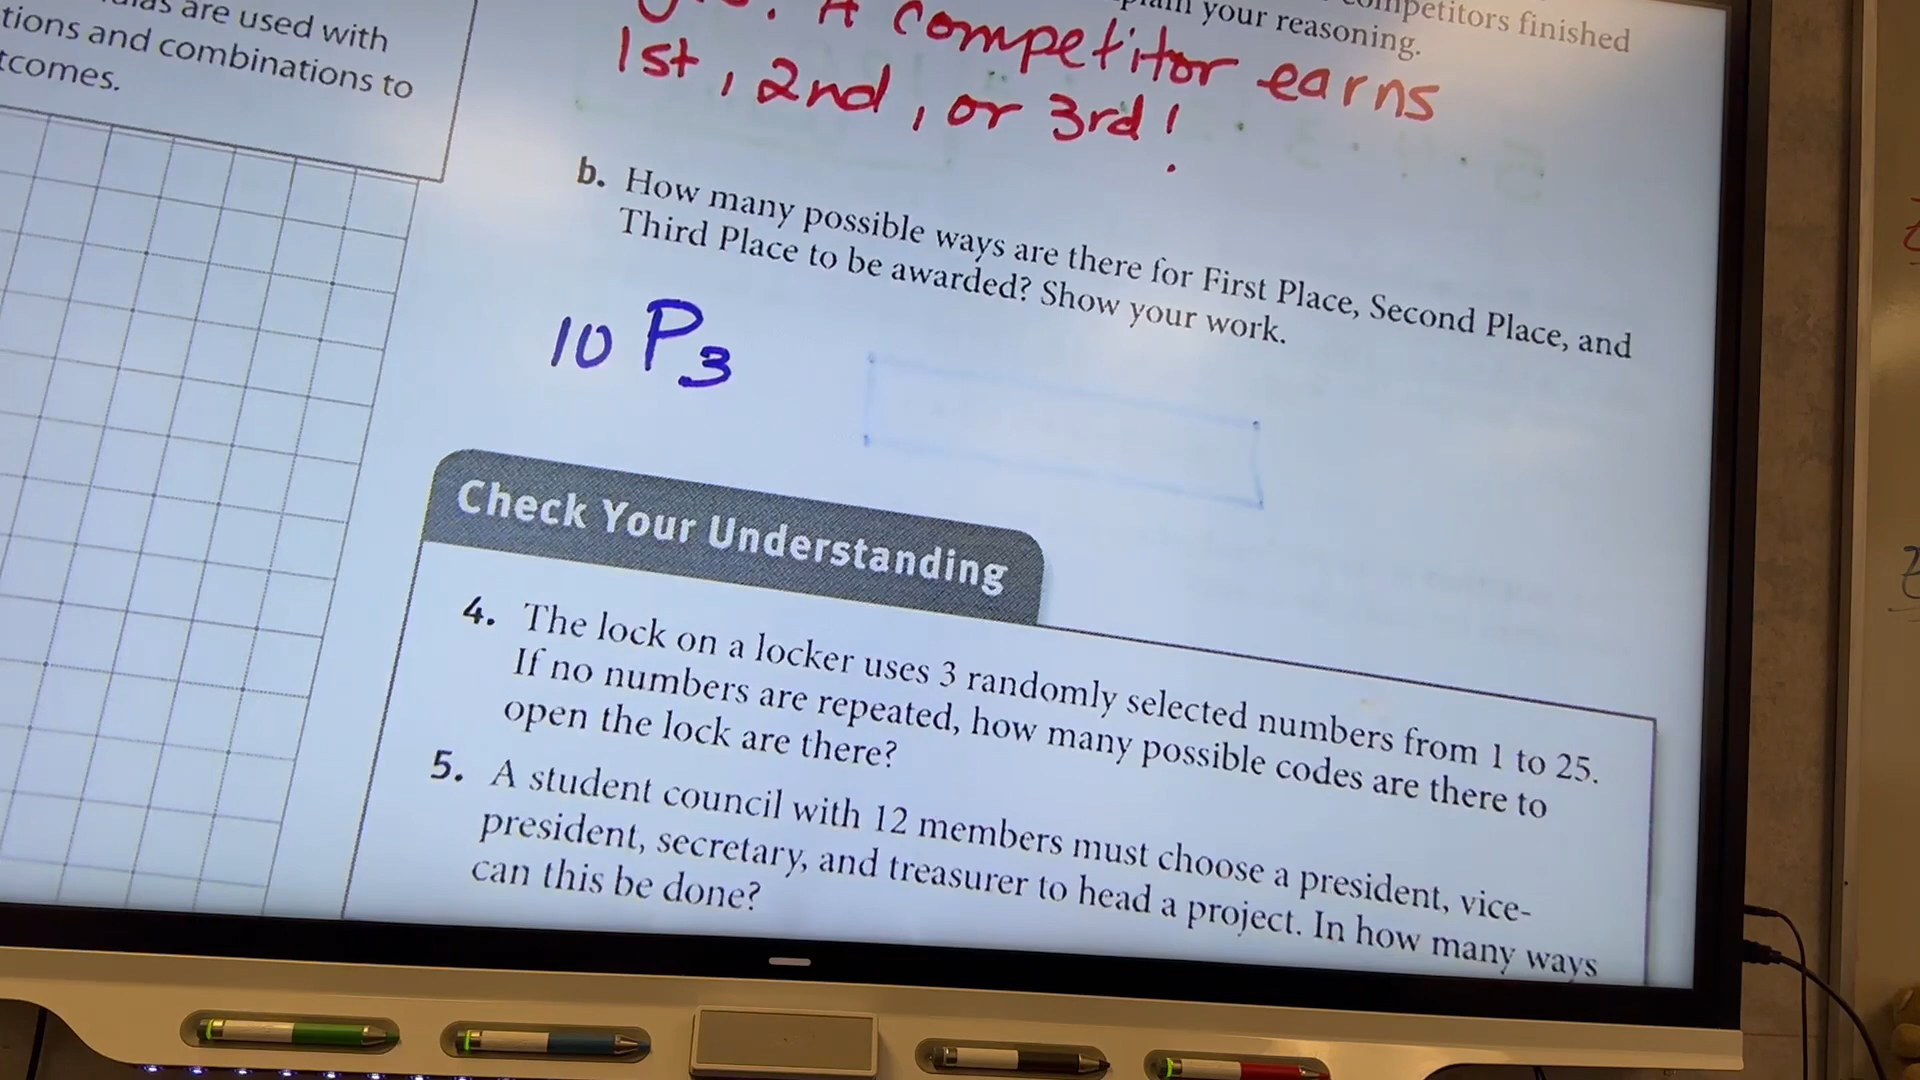 are used with
tions and combinations to
tcomes.
competitors finished
your reasoning.
A competitor earns
1st, 2nd, or 3rd!
b. How many possible ways are there for First Place, Second Place, and
Third Place to be awarded? Show your work.
10 P 3
Check Your Understanding
4. The lock on a locker uses 3 randomly selected numbers from 1 to 25.
If no numbers are repeated, how many possible codes are there to
open the lock are there?
5. A student council with 12 members must choose a president, vice-
president, secretary, and treasurer to head a project. In how many ways
can this be done?